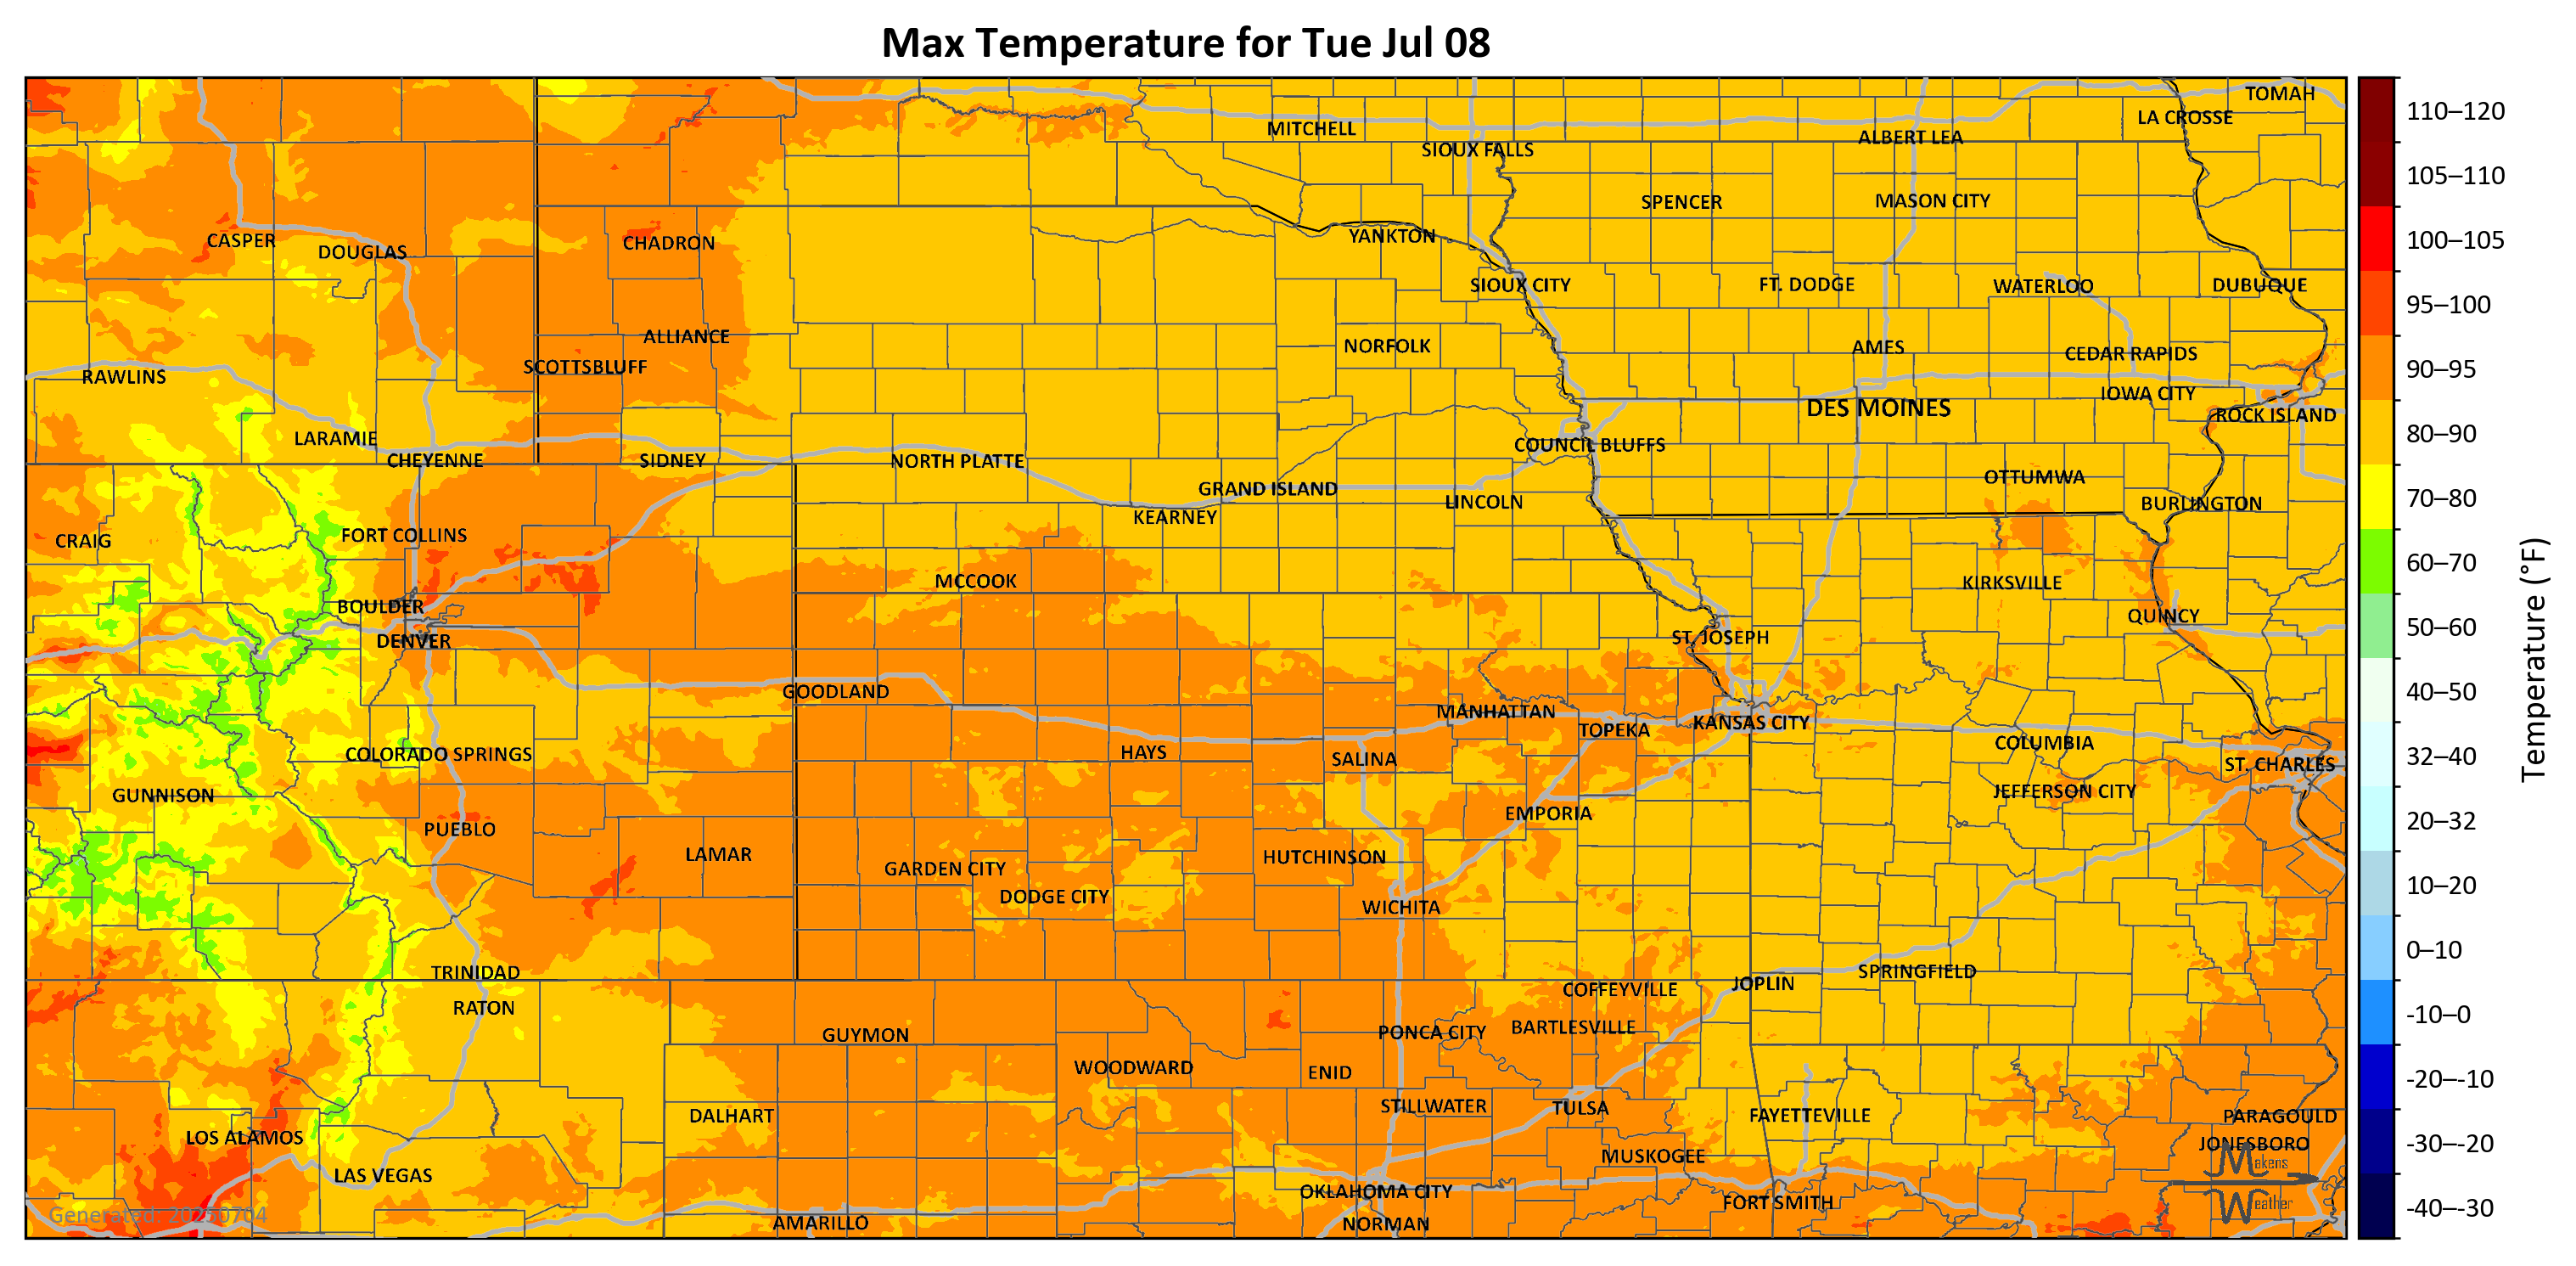 Max Temperature for Tue Jul 08
TOMAH
LA CROSSE
MITCHELL
ALBERT LEA
SIOUX FALLS
SPENCER
MASON CITY
CASPER
DOUGLAS
CHADRON
YANKTON
SIOUX CITY
FT. DODGE
WATERLOO
DUBUQUE
ALLIANCE
SCOTTSBLUFF
NORFOLK
AMES
CEDAR RAPIDS
RAWLINS
IOWA CITY
DES MOINES
ROCK ISLAND
LARAMIE
CHEYENNE
SIDNEY
NORTH PLATTE
COUNCIL BLUFFS
GRAND ISLAND
LINCOLN
OTTUMWA
BURLINGTON
KEARNEY
CRAIG
FORT COLLINS
MCCOOK
KIRKSVILLE
BOULDER
QUINCY
DENVER
ST. JOSEPH
GOODLAND
MANHATTAN
TOPEKA
KANSAS CITY
COLORADO SPRINGS
HAYS
SALINA
COLUMBIA
ST. CHARLES
GUNNISON
JEFFERSON CITY
PUEBLO
EMPORIA
LAMAR
GARDEN CITY
HUTCHINSON
DODGE CITY
WICHITA
TRINIDAD
SPRINGFIELD
RATON
COFFEYVILLE
JOPLIN
GUYMON
PONCA CITY
BARTLESVILLE
WOODWARD
ENID
DALHART
STILLWATER
TULSA
FAYETTEVILLE
PARAGOULD
LOS ALAMOS
JONESBORO
LAS VEGAS
MUSKOGEE
Makens
Weather
OKLAHOMA CITY
FORT SMITH
Generated: 20250704
AMARILLO
NORMAN
110–120
105–110
100–105
95–100
90–95
80–90
70–80
60–70
50–60
40–50
32–40
20–32
10–20
0–10
-10–0
-20–-10
-30–-20
-40–-30
Temperature (°F)